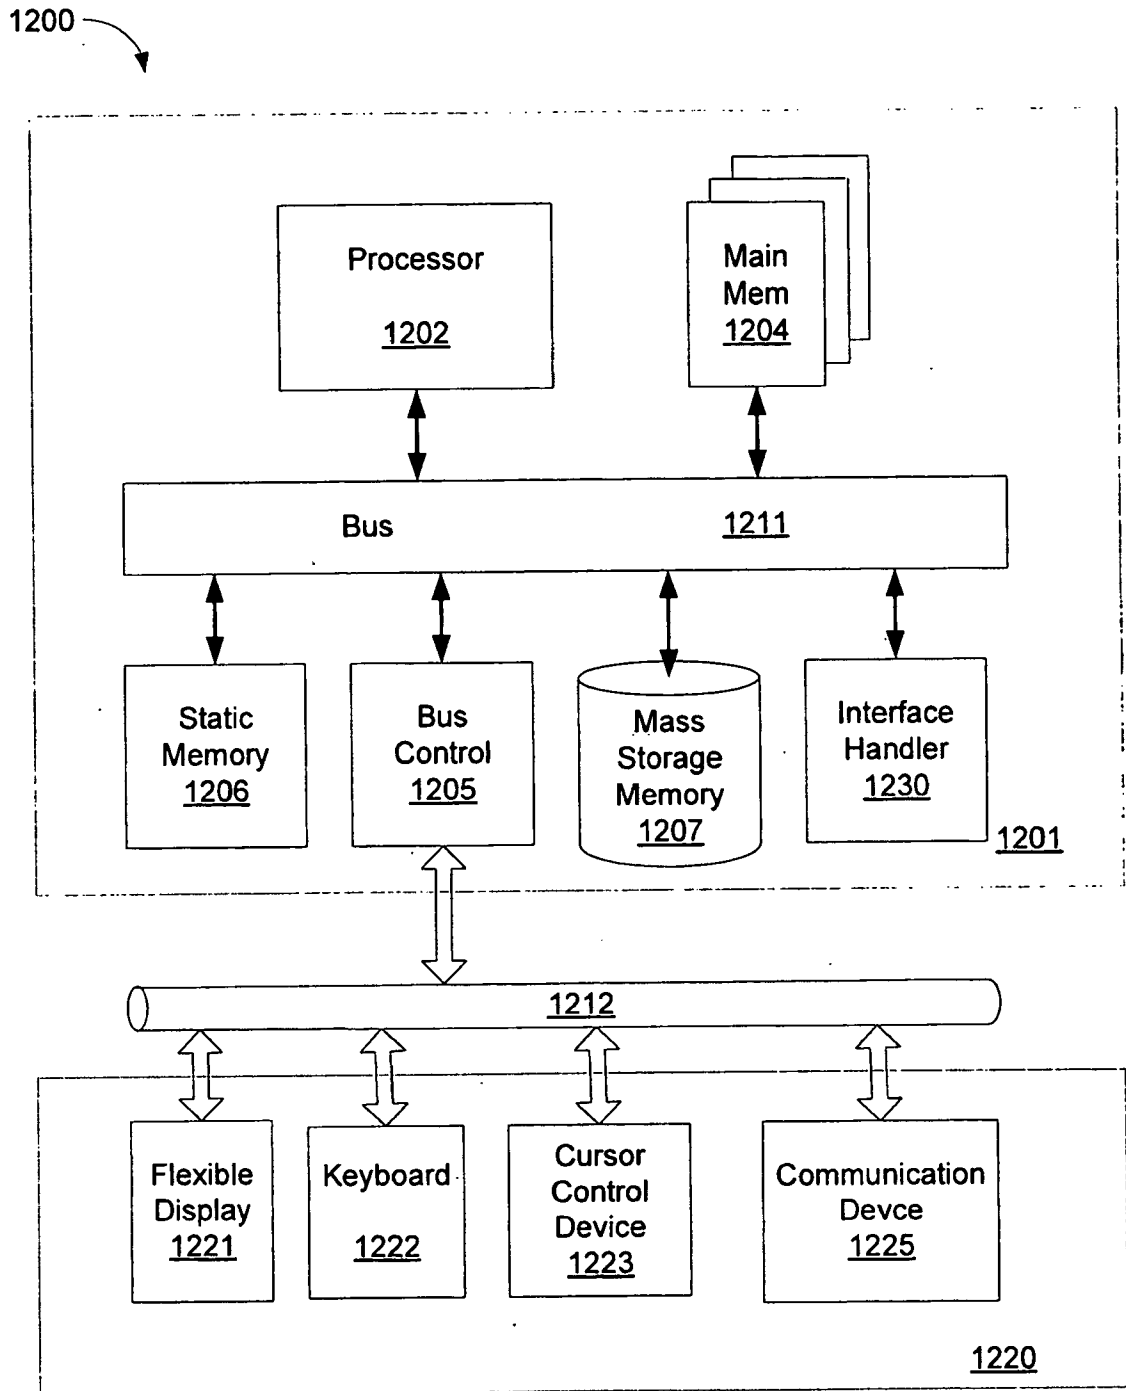 1200
Processor
1202
Main
Mem
1204
Bus 1211
Static
Memory
1206
Bus
Control
1205
Mass
Storage
Memory
1207
Interface
Handler
1230
1201
1212
Flexible
Display
1221
Keyboard
1222
Cursor
Control
Device
1223
Communication
Devce
1225
1220